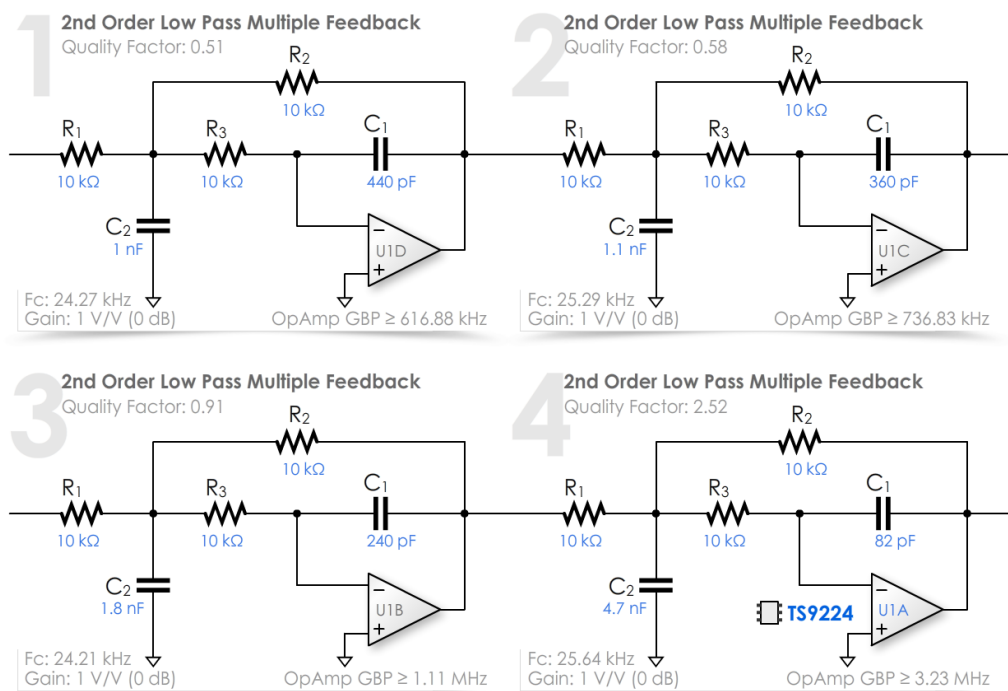 1
2nd Order Low Pass Multiple Feedback
Quality Factor: 0.51
R2
10 kΩ
R1
10 kΩ
R3
10 kΩ
C1
440 pF
C2
1 nF
−
U1D
+
Fc: 24.27 kHz
Gain: 1 V/V (0 dB)
OpAmp GBP ≥ 616.88 kHz
2
2nd Order Low Pass Multiple Feedback
Quality Factor: 0.58
R2
10 kΩ
R1
10 kΩ
R3
10 kΩ
C1
360 pF
C2
1.1 nF
−
U1C
+
Fc: 25.29 kHz
Gain: 1 V/V (0 dB)
OpAmp GBP ≥ 736.83 kHz
3
2nd Order Low Pass Multiple Feedback
Quality Factor: 0.91
R2
10 kΩ
R1
10 kΩ
R3
10 kΩ
C1
240 pF
C2
1.8 nF
−
U1B
+
Fc: 24.21 kHz
Gain: 1 V/V (0 dB)
OpAmp GBP ≥ 1.11 MHz
4
2nd Order Low Pass Multiple Feedback
Quality Factor: 2.52
R2
10 kΩ
R1
10 kΩ
R3
10 kΩ
C1
82 pF
C2
4.7 nF
TS9224
−
U1A
+
Fc: 25.64 kHz
Gain: 1 V/V (0 dB)
OpAmp GBP ≥ 3.23 MHz